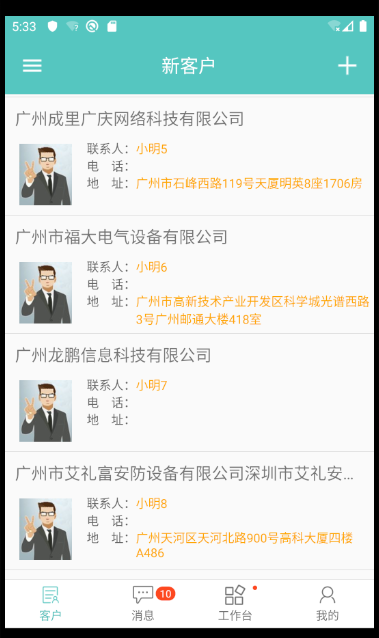 5:33
新客户
广州成里广庆网络科技有限公司
联系人：小明5
电　话：
地　址：广州市石峰西路119号天厦明英8座1706房
广州市福大电气设备有限公司
联系人：小明6
电　话：
地　址：广州市高新技术产业开发区科学城光谱西路
3号广州邮通大楼418室
广州龙鹏信息科技有限公司
联系人：小明7
电　话：
地　址：
广州市艾礼富安防设备有限公司深圳市艾礼安...
联系人：小明8
电　话：
地　址：广州天河区天河北路900号高科大厦四楼
A486
10
客户 消息 工作台 我的